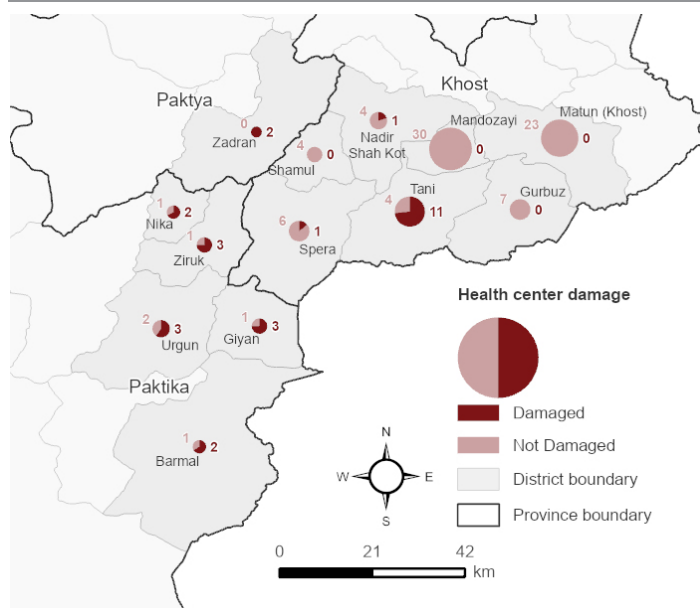 Paktya
0 2
Zadran
Khost
4 1
Nadir
Shah Kot
30 0
Mandozayi
Matun (Khost)
23 0
4 0
Shamul
Tani
4 11
Gurbuz
7 0
1 2
Nika
1 3
Ziruk
6 1
Spera
2 3
Urgun
1 3
Giyan
Paktika
1 2
Barmal
Health center damage
Damaged
Not Damaged
District boundary
Province boundary
N
W E
S
0 21 42
km